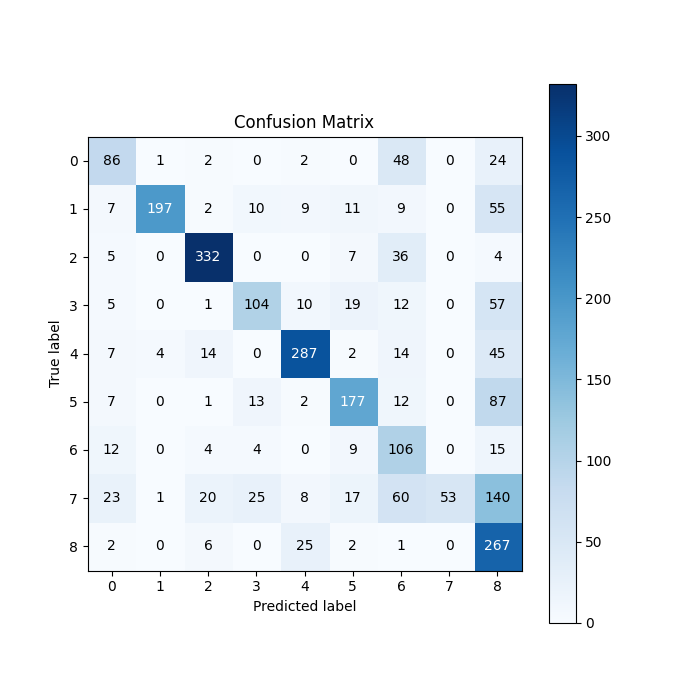 Confusion Matrix
True label
0 86 1 2 0 2 0 48 0 24
1 7 197 2 10 9 11 9 0 55
2 5 0 332 0 0 7 36 0 4
3 5 0 1 104 10 19 12 0 57
4 7 4 14 0 287 2 14 0 45
5 7 0 1 13 2 177 12 0 87
6 12 0 4 4 0 9 106 0 15
7 23 1 20 25 8 17 60 53 140
8 2 0 6 0 25 2 1 0 267
0 1 2 3 4 5 6 7 8
Predicted label
300
250
200
150
100
50
0